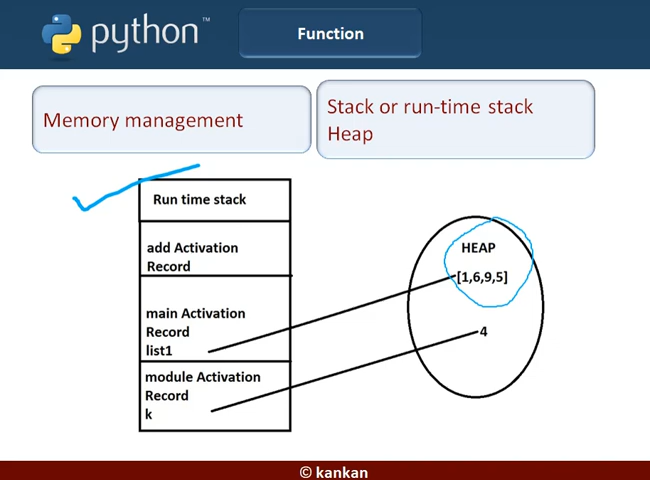 python™
Function
Memory management
Stack or run-time stack
Heap
Run time stack
add Activation
Record
main Activation
Record
list1
module Activation
Record
k
HEAP
[1,6,9,5]
4
© kankan